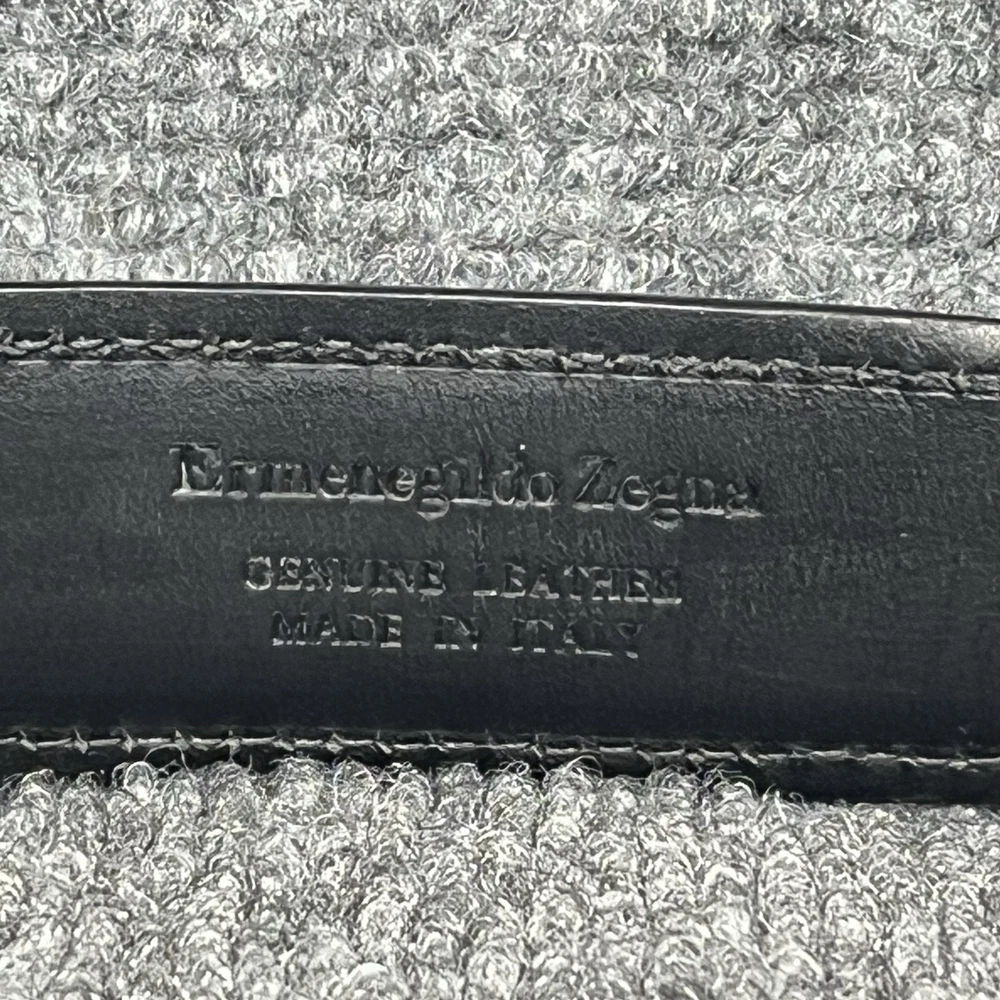 Ermenegildo Zegna
GENUINE LEATHER
MADE IN ITALY